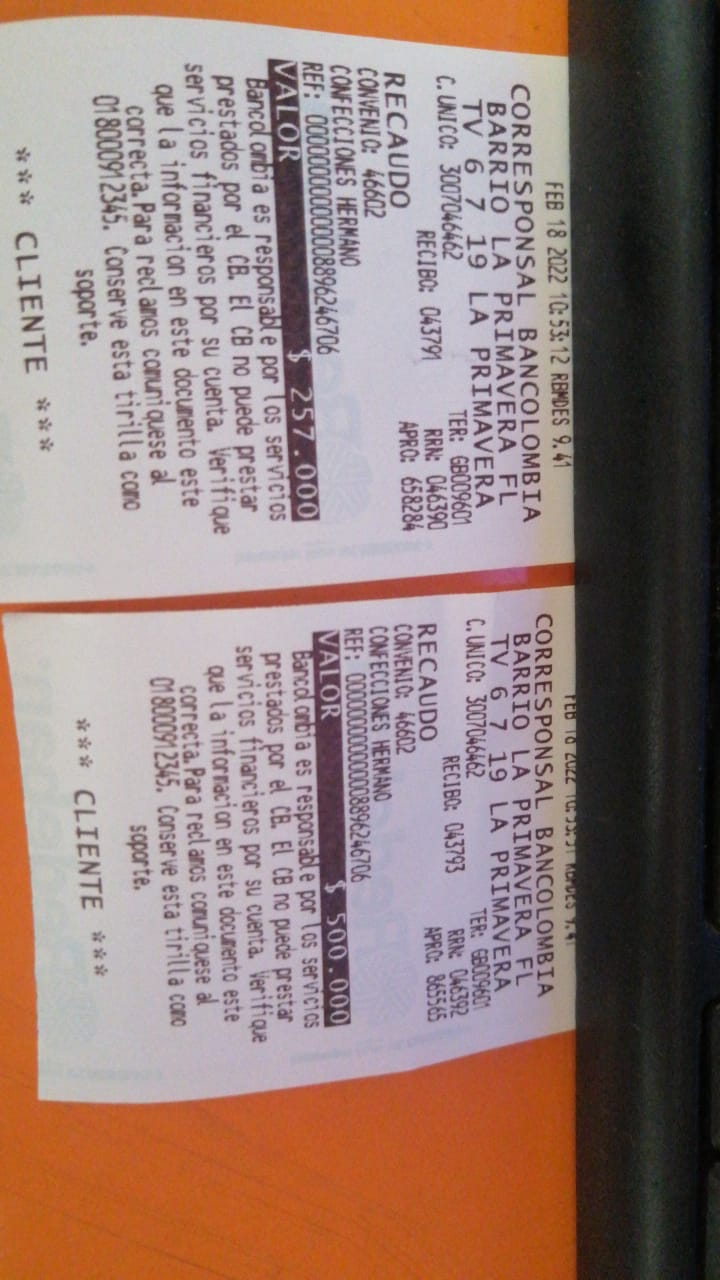 FEB 18 2022 10:53:12 RBMDES 9.41
CORRESPONSAL BANCOLOMBIA
BARRIO LA PRIMAVERA FL
TV 6 7 19 LA PRIMAVERA
C.UNICO: 3007046462 TER: GB009601
RECIBO: 043791 RRN: 046390
APRO: 658284
RECAUDO
CONVENIO: 46602
CONFECCIONES HERMANO
REF: 00000000000008896246706
VALOR $ 257.000
Bancolombia es responsable por los servicios
prestados por el CB. El CB no puede prestar
servicios financieros por su cuenta. Verifique
que la informacion en este documento este
correcta.Para reclamos comuniquese al
018000912345. Conserve esta tirilla como
soporte.
*** CLIENTE ***
FEB 18 2022 RBMDES 9.41
CORRESPONSAL BANCOLOMBIA
BARRIO LA PRIMAVERA FL
TV 6 7 19 LA PRIMAVERA
C.UNICO: 3007046462 TER: GB009601
RECIBO: 043793 RRN: 046392
APRO: 865565
RECAUDO
CONVENIO: 46602
CONFECCIONES HERMANO
REF: 00000000000008896246706
VALOR $ 500.000
Bancolombia es responsable por los servicios
prestados por el CB. El CB no puede prestar
servicios financieros por su cuenta. Verifique
que la informacion en este documento este
correcta.Para reclamos comuniquese al
018000912345. Conserve esta tirilla como
soporte.
*** CLIENTE ***